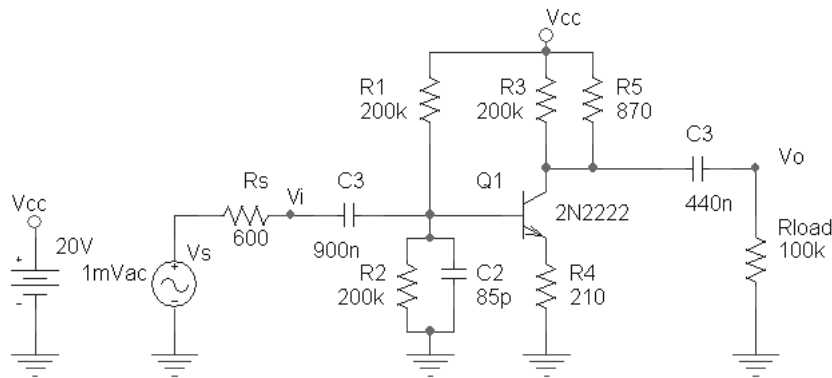 Vcc
R1
200k
R3
200k
R5
870
C3
440n
Vo
Rload
100k
Q1
2N2222
Rs
600
Vi
C3
900n
Vcc
+
20V
-
1mVac
Vs
+
-
R2
200k
C2
85p
R4
210